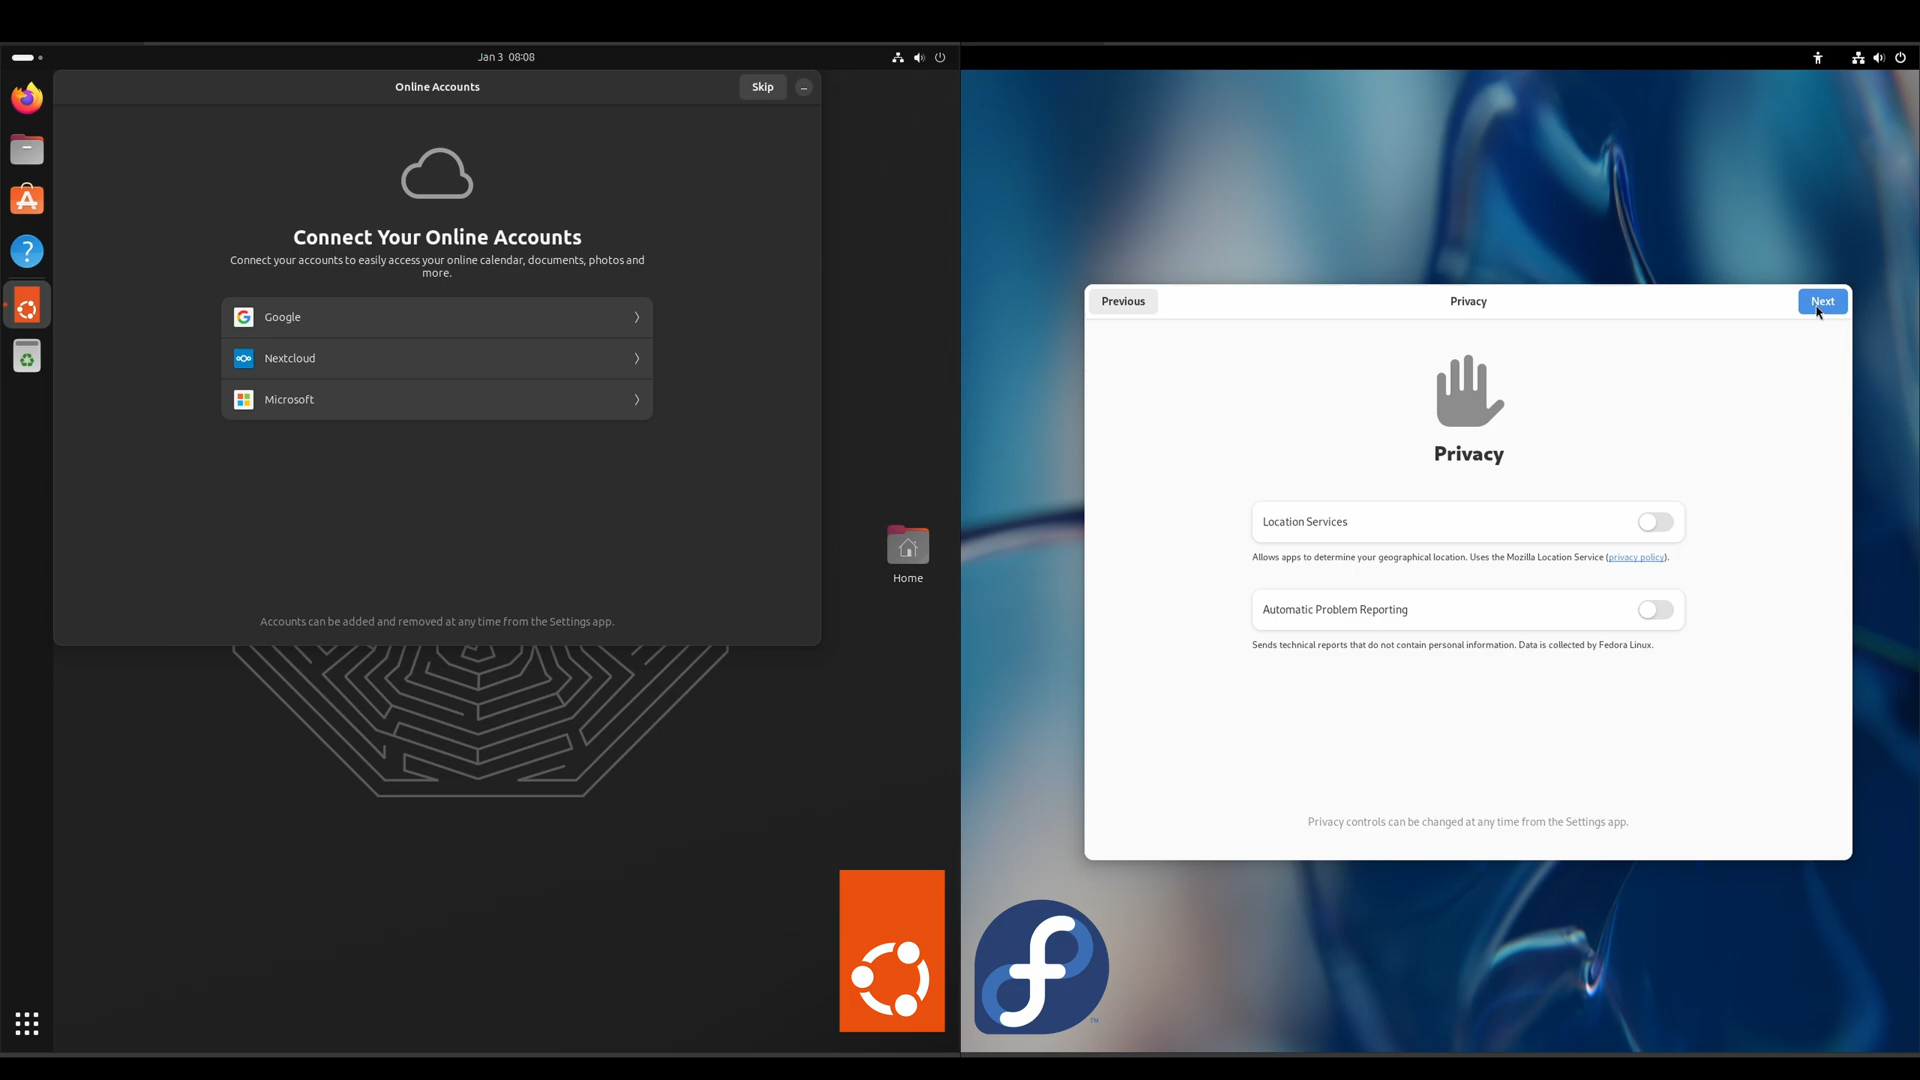 Jan 3 08:08
Online Accounts
Skip
Connect Your Online Accounts
Connect your accounts to easily access your online calendar, documents, photos and
more.
Google
Nextcloud
Microsoft
Accounts can be added and removed at any time from the Settings app.
Home
Previous
Privacy
Next
Privacy
Location Services
Allows apps to determine your geographical location. Uses the Mozilla Location Service (privacy policy).
Automatic Problem Reporting
Sends technical reports that do not contain personal information. Data is collected by Fedora Linux.
Privacy controls can be changed at any time from the Settings app.
TM